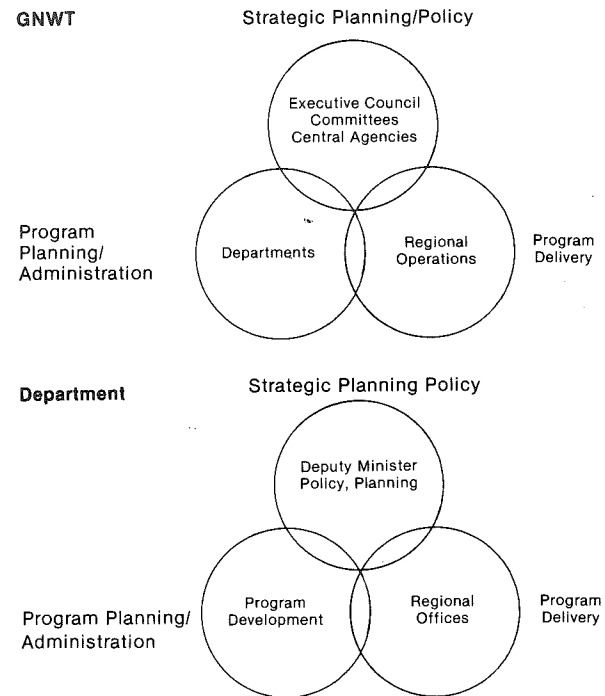 GNWT
Strategic Planning/Policy
Executive Council
Committees
Central Agencies
Program
Planning/
Administration
Departments
Regional
Operations
Program
Delivery
Department
Strategic Planning Policy
Deputy Minister
Policy, Planning
Program Planning/
Administration
Program
Development
Regional
Offices
Program
Delivery